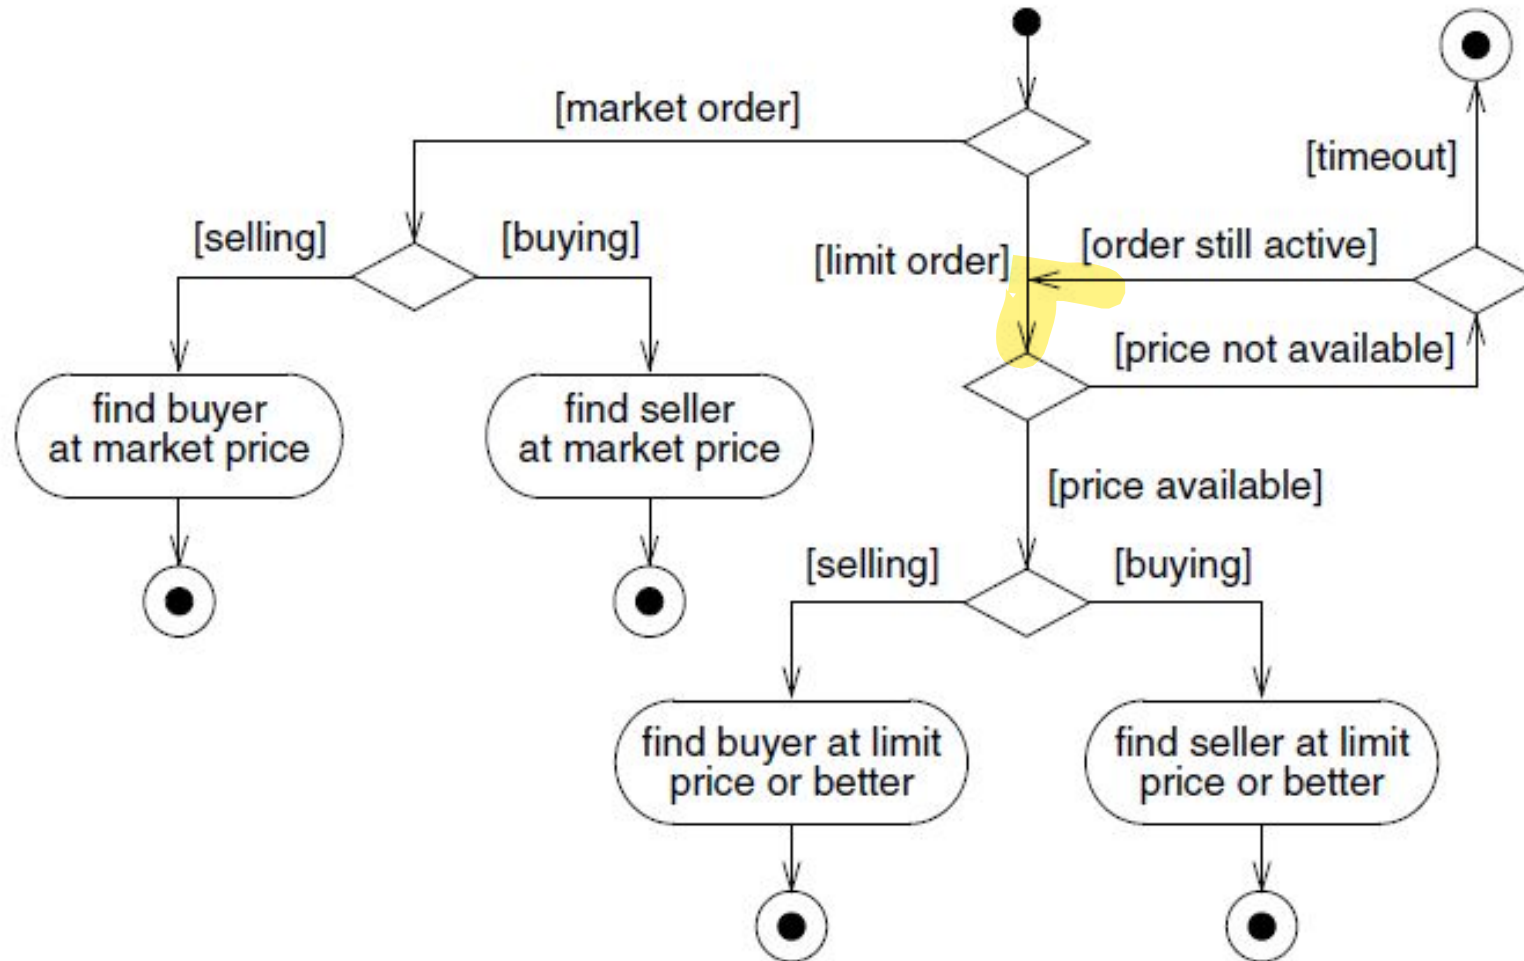 [market order]
[timeout]
[selling]
[buying]
[limit order]
[order still active]
[price not available]
find buyer
at market price
find seller
at market price
[price available]
[selling]
[buying]
find buyer at limit
price or better
find seller at limit
price or better